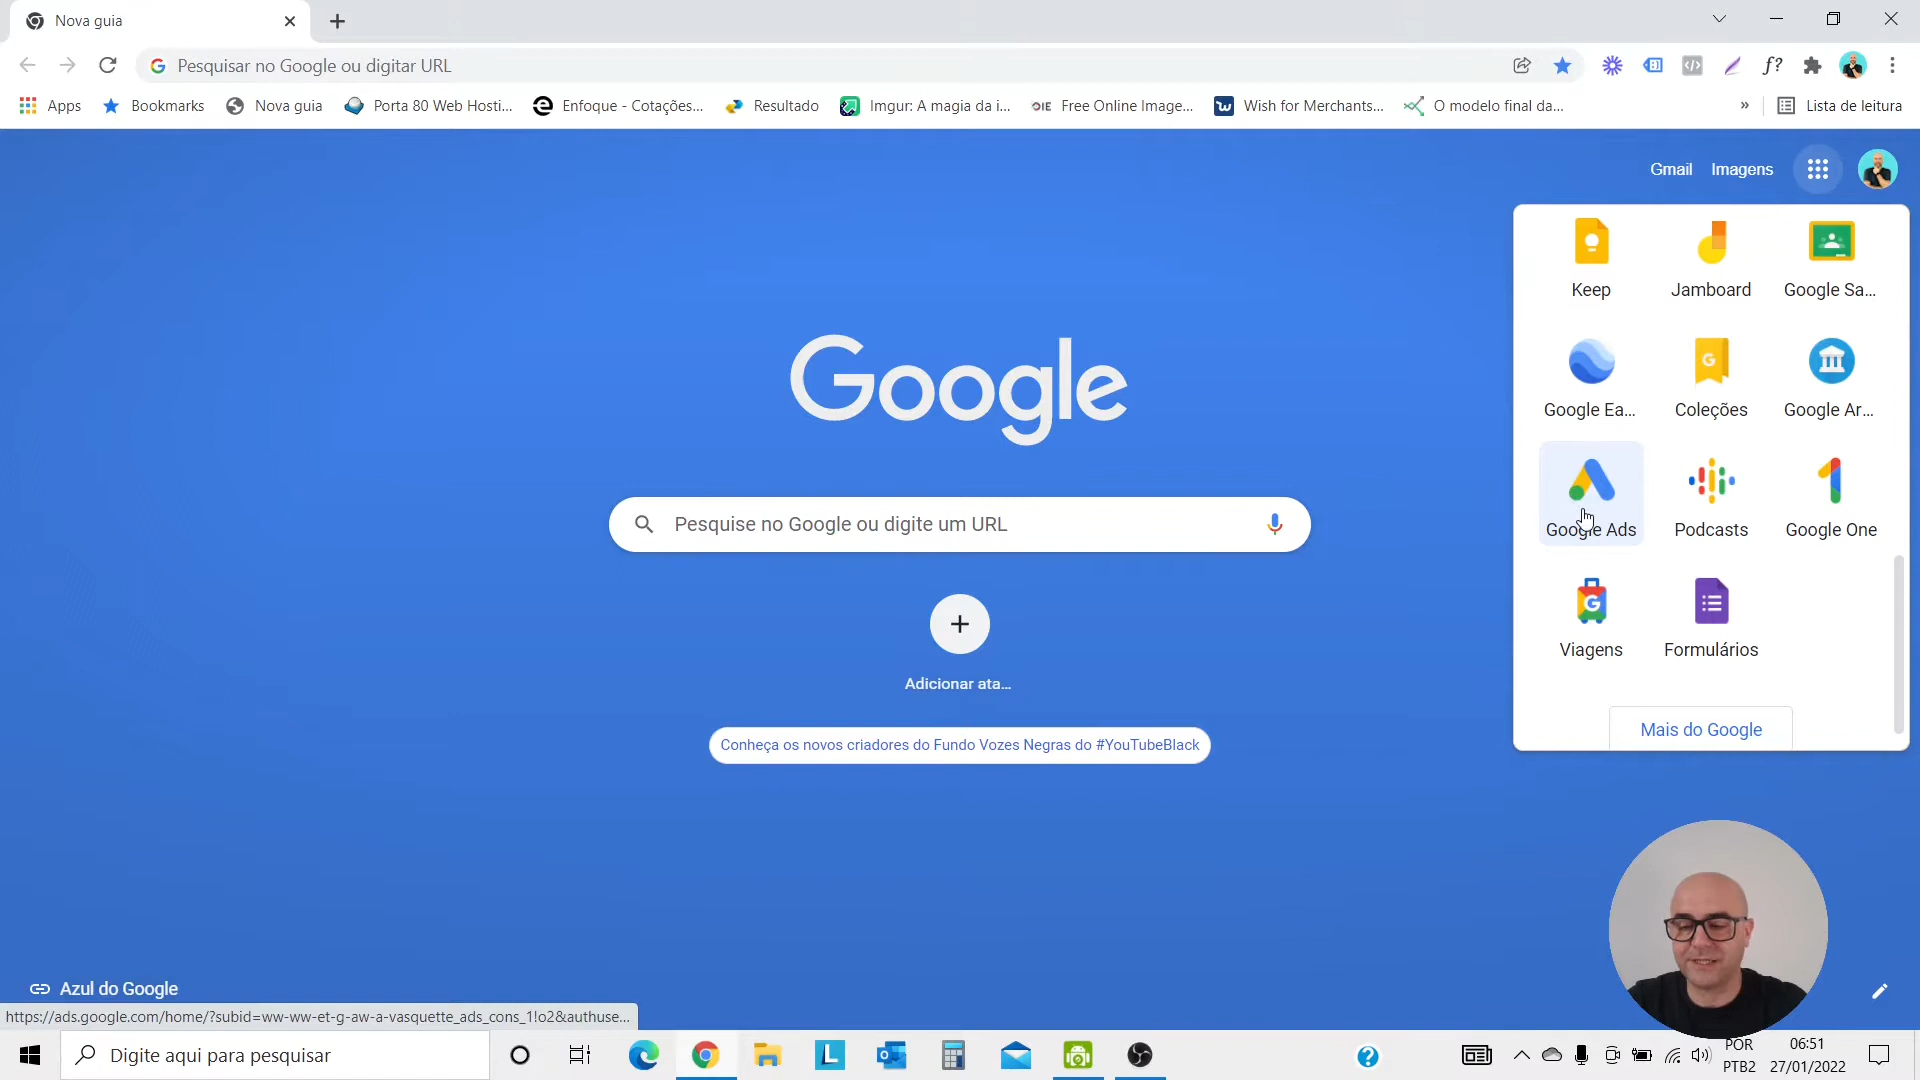 Nova guia
Pesquisar no Google ou digitar URL
Apps
Bookmarks
Nova guia
Porta 80 Web Hosti...
Enfoque - Cotações...
Resultado
Imgur: A magia da i...
Free Online Image...
Wish for Merchants...
O modelo final da...
»
Lista de leitura
Gmail
Imagens
Keep
Jamboard
Google Sa...
Google Ea...
Coleções
Google Ar...
Google Ads
Podcasts
Google One
Viagens
Formulários
Mais do Google
Google
Pesquise no Google ou digite um URL
Adicionar ata...
Conheça os novos criadores do Fundo Vozes Negras do #YouTubeBlack
Azul do Google
https://ads.google.com/home/?subid=ww-ww-et-g-aw-a-vasquette_ads_cons_1!o2&authuse...
Digite aqui para pesquisar
POR
PTB2
06:51
27/01/2022